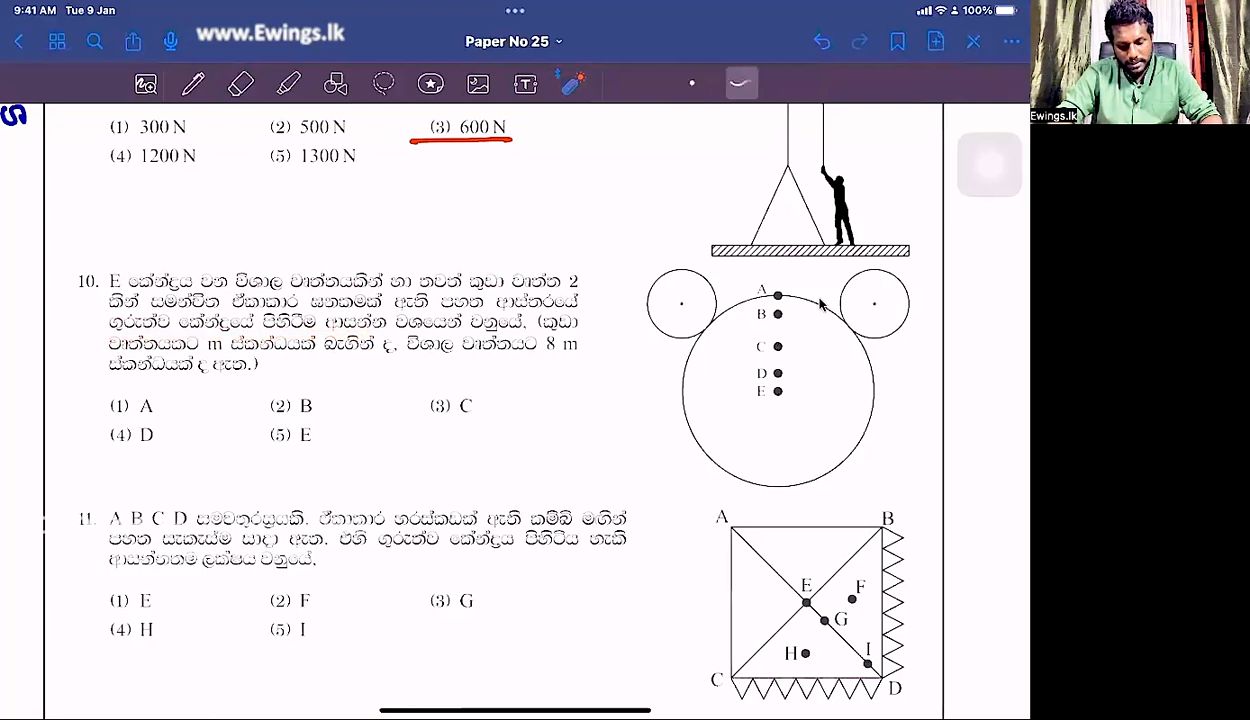 9:41 AM Tue 9 Jan
100%
www.Ewings.lk
Paper No 25
Ewings.lk
(1) 300 N (2) 500 N (3) 600 N
(4) 1200 N (5) 1300 N
10. E කේන්ද්‍රය වන විශාල වෘත්තයකින් හා තවත් කුඩා වෘත්ත 2
කින් සමන්විත ඒකාකාර ඝනකමක් ඇති පහත ආස්තරයේ
ගුරුත්ව කේන්ද්‍රයේ පිහිටීම ආසන්න වශයෙන් වනුයේ, (කුඩා
වෘත්තයකට m ස්කන්ධයක් බැගින් ද, විශාල වෘත්තයට 8 m
ස්කන්ධයක් ද ඇත.)
(1) A (2) B (3) C
(4) D (5) E
A
B
C
D
E
11. A B C D සමචතුරස්‍රයකි. ඒකාකාර හරස්කඩක් ඇති කම්බි මගින්
පහත සැකැස්ම සාදා ඇත. එහි ගුරුත්ව කේන්ද්‍රය පිහිටිය හැකි
ආසන්නතම ලක්ෂය වනුයේ,
(1) E (2) F (3) G
(4) H (5) I
A B
E F
G
H I
C D